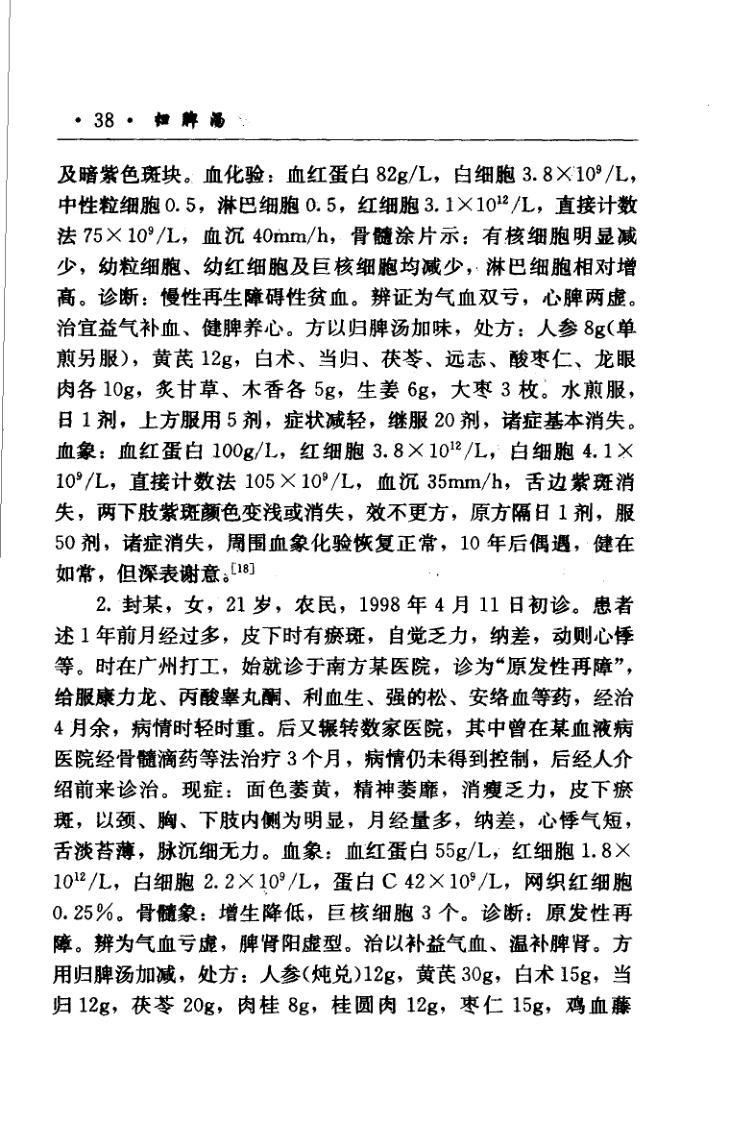 • 38 • 归脾汤
及暗紫色斑块。血化验：血红蛋白 82g/L，白细胞 3.8×10⁹/L，
中性粒细胞 0.5，淋巴细胞 0.5，红细胞 3.1×10¹²/L，直接计数
法 75×10⁹/L，血沉 40mm/h，骨髓涂片示：有核细胞明显减
少，幼粒细胞、幼红细胞及巨核细胞均减少，淋巴细胞相对增
高。诊断：慢性再生障碍性贫血。辨证为气血双亏，心脾两虚。
治宜益气补血、健脾养心。方以归脾汤加味，处方：人参 8g(单
煎另服)，黄芪 12g，白术、当归、茯苓、远志、酸枣仁、龙眼
肉各 10g，炙甘草、木香各 5g，生姜 6g，大枣 3 枚。水煎服，
日 1 剂，上方服用 5 剂，症状减轻，继服 20 剂，诸症基本消失。
血象：血红蛋白 100g/L，红细胞 3.8×10¹²/L，白细胞 4.1×
10⁹/L，直接计数法 105×10⁹/L，血沉 35mm/h，舌边紫斑消
失，两下肢紫斑颜色变浅或消失，效不更方，原方隔日 1 剂，服
50 剂，诸症消失，周围血象化验恢复正常，10 年后偶遇，健在
如常，但深表谢意。[18]
2. 封某，女，21 岁，农民，1998 年 4 月 11 日初诊。患者
述 1 年前月经过多，皮下时有瘀斑，自觉乏力，纳差，动则心悸
等。时在广州打工，始就诊于南方某医院，诊为“原发性再障”，
给服康力龙、丙酸睾丸酮、利血生、强的松、安络血等药，经治
4 月余，病情时轻时重。后又辗转数家医院，其中曾在某血液病
医院经骨髓滴药等法治疗 3 个月，病情仍未得到控制，后经人介
绍前来诊治。现症：面色萎黄，精神萎靡，消瘦乏力，皮下瘀
斑，以颈、胸、下肢内侧为明显，月经量多，纳差，心悸气短，
舌淡苔薄，脉沉细无力。血象：血红蛋白 55g/L，红细胞 1.8×
10¹²/L，白细胞 2.2×10⁹/L，蛋白 C 42×10⁹/L，网织红细胞
0.25%。骨髓象：增生降低，巨核细胞 3 个。诊断：原发性再
障。辨为气血亏虚，脾肾阳虚型。治以补益气血、温补脾肾。方
用归脾汤加减，处方：人参(炖兑)12g，黄芪 30g，白术 15g，当
归 12g，茯苓 20g，肉桂 8g，桂圆肉 12g，枣仁 15g，鸡血藤